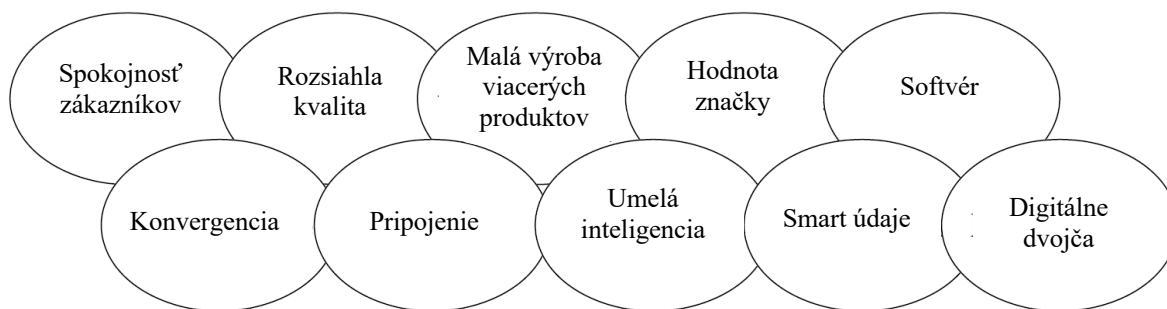 Spokojnosť
zákazníkov
Rozsiahla
kvalita
Malá výroba
viacerých
produktov
Hodnota
značky
Softvér
Konvergencia
Pripojenie
Umelá
inteligencia
Smart údaje
Digitálne
dvojča